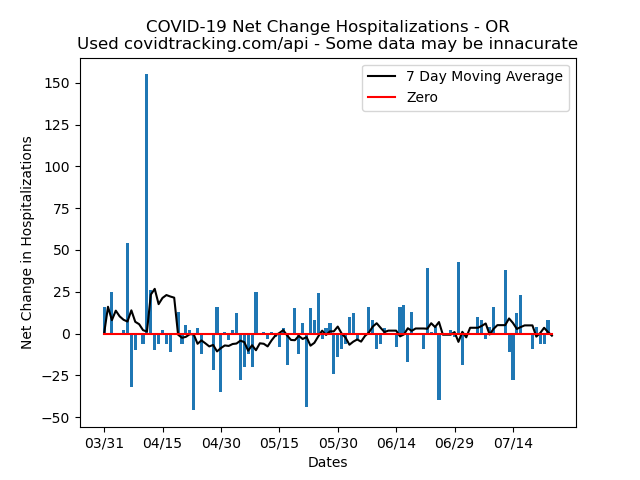 COVID-19 Net Change Hospitalizations - OR
Used covidtracking.com/api - Some data may be innacurate
7 Day Moving Average
Zero
Net Change in Hospitalizations
150
125
100
75
50
25
0
−25
−50
03/31 04/15 04/30 05/15 05/30 06/14 06/29 07/14
Dates